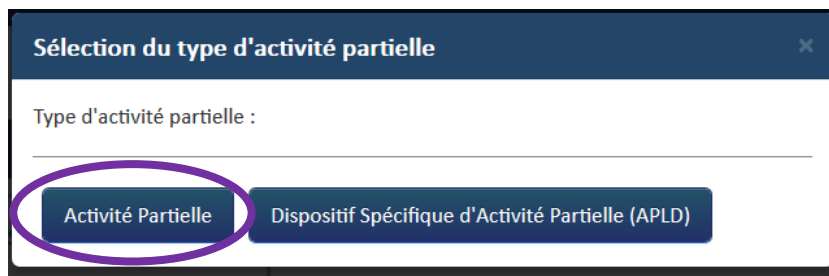 Sélection du type d'activité partielle ×
Type d'activité partielle :
Activité Partielle Dispositif Spécifique d'Activité Partielle (APLD)